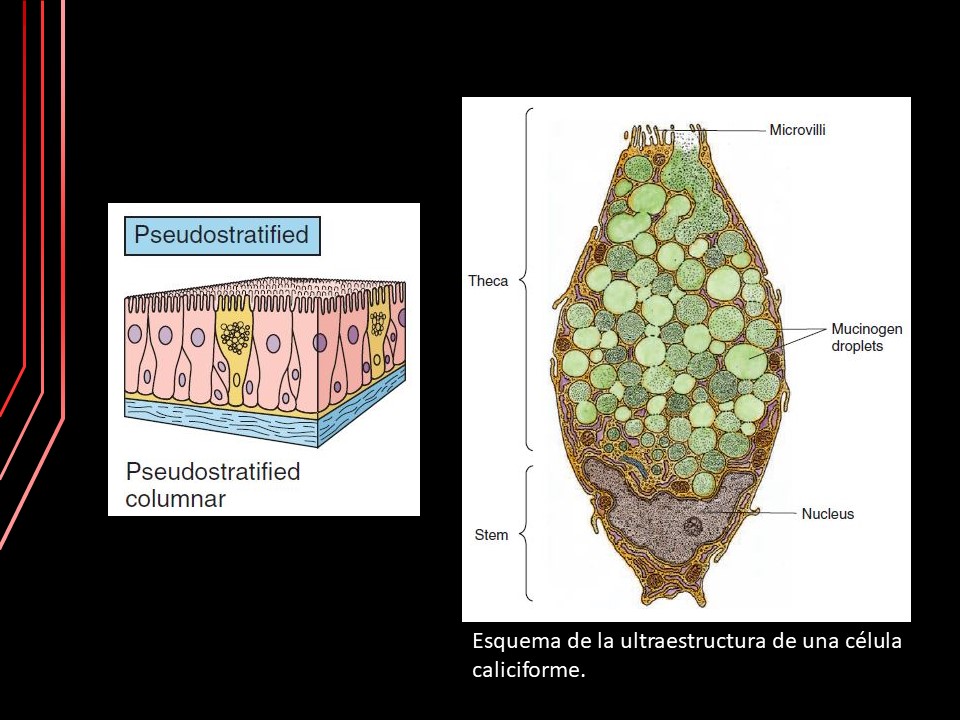 Pseudostratified
Pseudostratified
columnar
Microvilli
Theca
Mucinogen
droplets
Nucleus
Stem
Esquema de la ultraestructura de una célula
caliciforme.